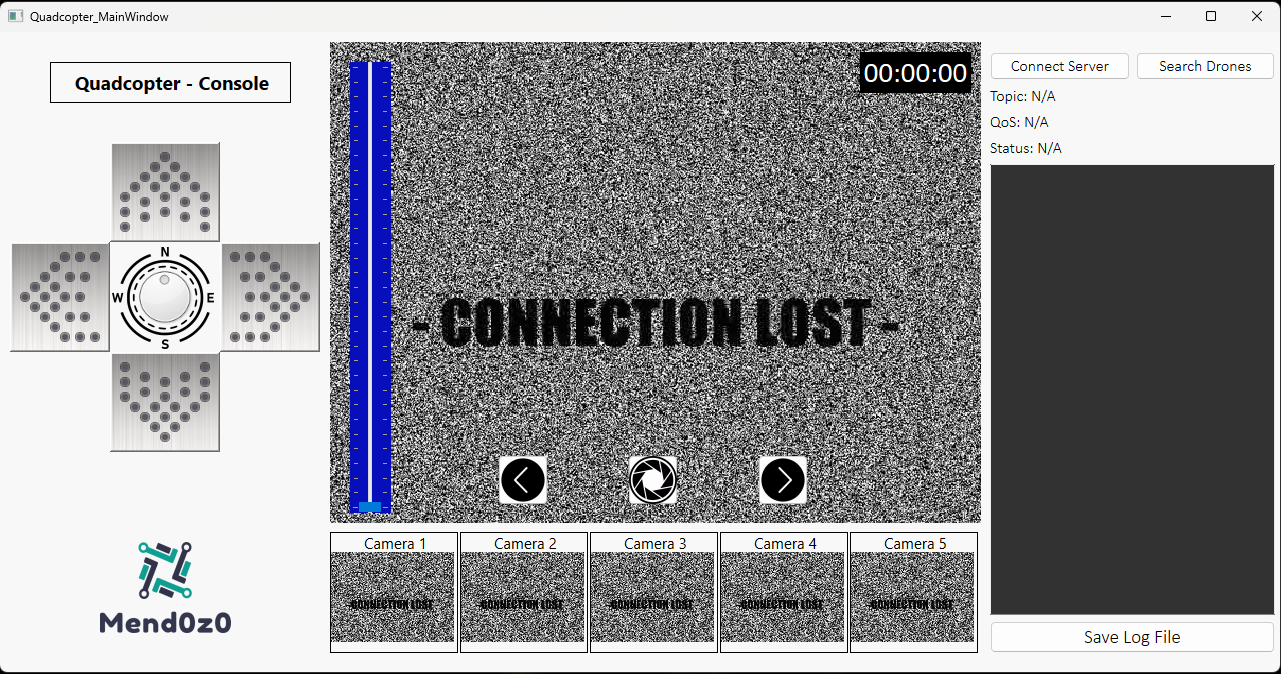 Quadcopter_MainWindow
Quadcopter - Console
N
W
E
S
Mend0z0
00:00:00
- CONNECTION LOST -
Camera 1
Camera 2
Camera 3
Camera 4
Camera 5
CONNECTION LOST
CONNECTION LOST
CONNECTION LOST
CONNECTION LOST
CONNECTION LOST
Connect Server
Search Drones
Topic: N/A
QoS: N/A
Status: N/A
Save Log File